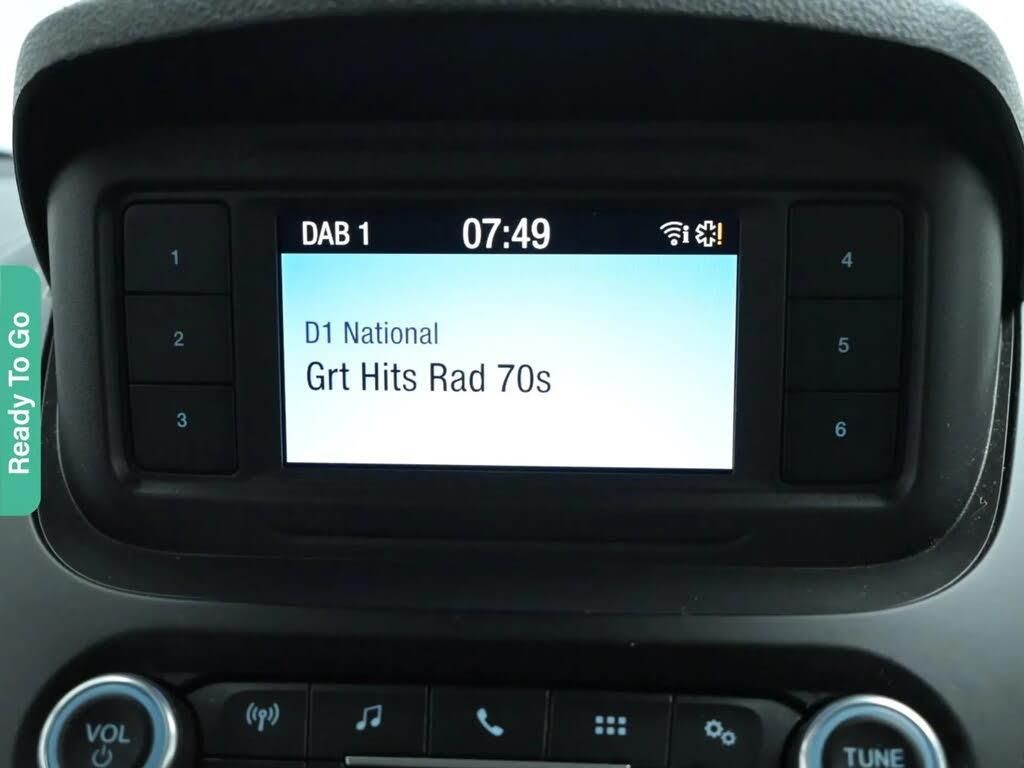 DAB 1 07:49
D1 National
Grt Hits Rad 70s
1
2
3
4
5
6
Ready To Go
VOL
TUNE